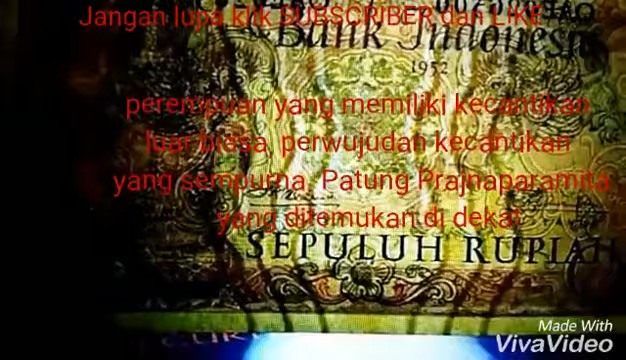 Jangan lupa klik SUBSCRIBER dan LIKE
Bank Indonesia
1952
perempuan yang memiliki kecantikan
luar biasa, perwujudan kecantikan
yang sempurna, Patung Prajnaparamita
yang ditemukan di dekat
SEPULUH RUPIAH
Made With
VivaVideo